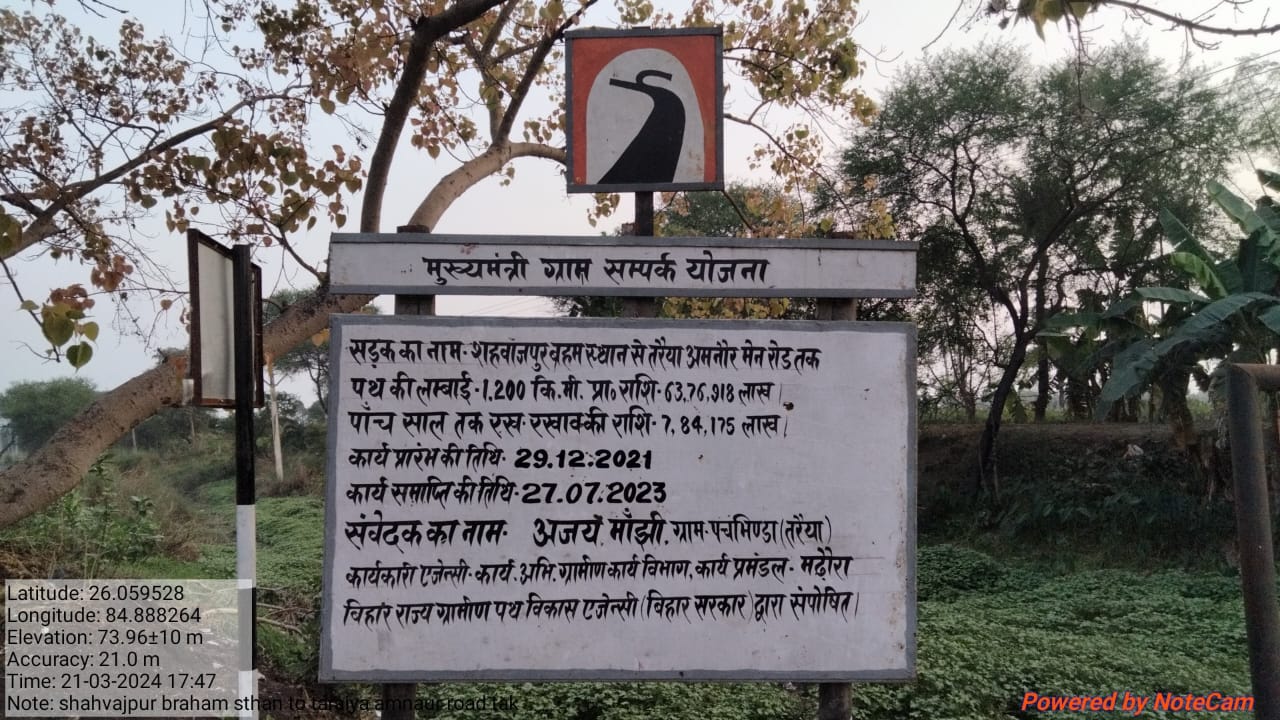 मुख्यमंत्री ग्राम सम्पर्क योजना
सड़क का नाम- शहवाजपुर ब्रहम स्थान से तरैया अमनौर मेन रोड तक
पथ की लम्बाई- 1.200 कि.मी. प्रा० राशि- 63,76,918 लाख।
पाँच साल तक रख-रखाव की राशि- 7,84,175 लाख।
कार्य प्रारंभ की तिथि- 29.12.2021
कार्य समाप्ति की तिथि- 27.07.2023
संवेदक का नाम- अजय माँझी, ग्राम-पचभिण्डा (तरैया)
कार्यकारी एजेन्सी- कार्य. अभि. ग्रामीण कार्य विभाग, कार्य प्रमंडल- मढ़ौरा
बिहार राज्य ग्रामीण पथ विकास एजेन्सी (बिहार सरकार) द्वारा संपोषित।
Latitude: 26.059528
Longitude: 84.888264
Elevation: 73.96±10 m
Accuracy: 21.0 m
Time: 21-03-2024 17:47
Note: shahvajpur braham sthan to taraiya amnaur road tak
Powered by NoteCam